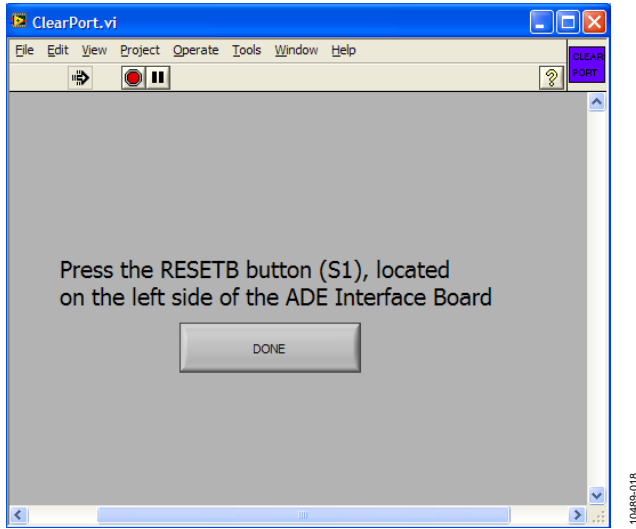 ClearPort.vi
File Edit View Project Operate Tools Window Help
CLEAR
PORT
?
Press the RESETB button (S1), located
on the left side of the ADE Interface Board
DONE
10489-018